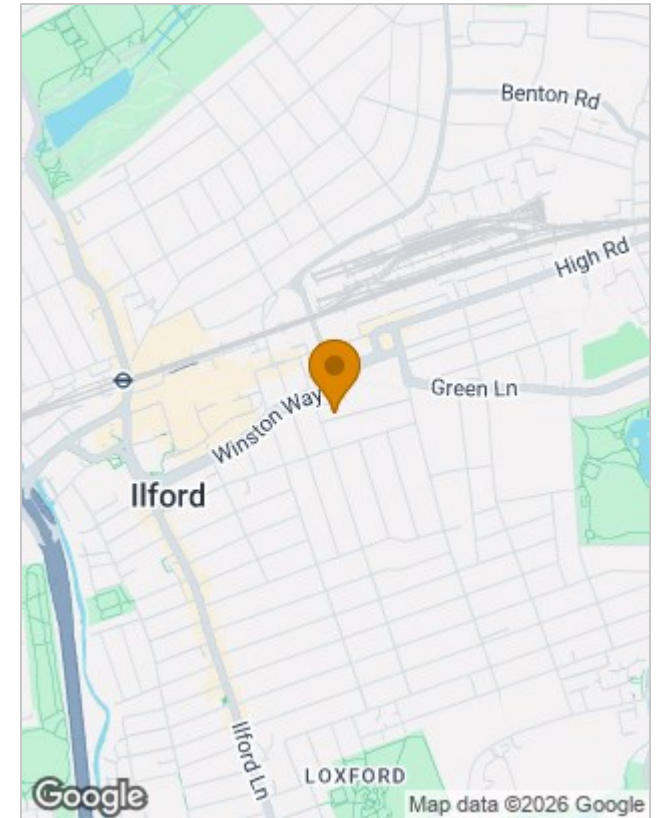 Benton Rd
High Rd
Green Ln
Winston Way
Ilford
Ilford Ln
LOXFORD
Google
Map data ©2026 Google